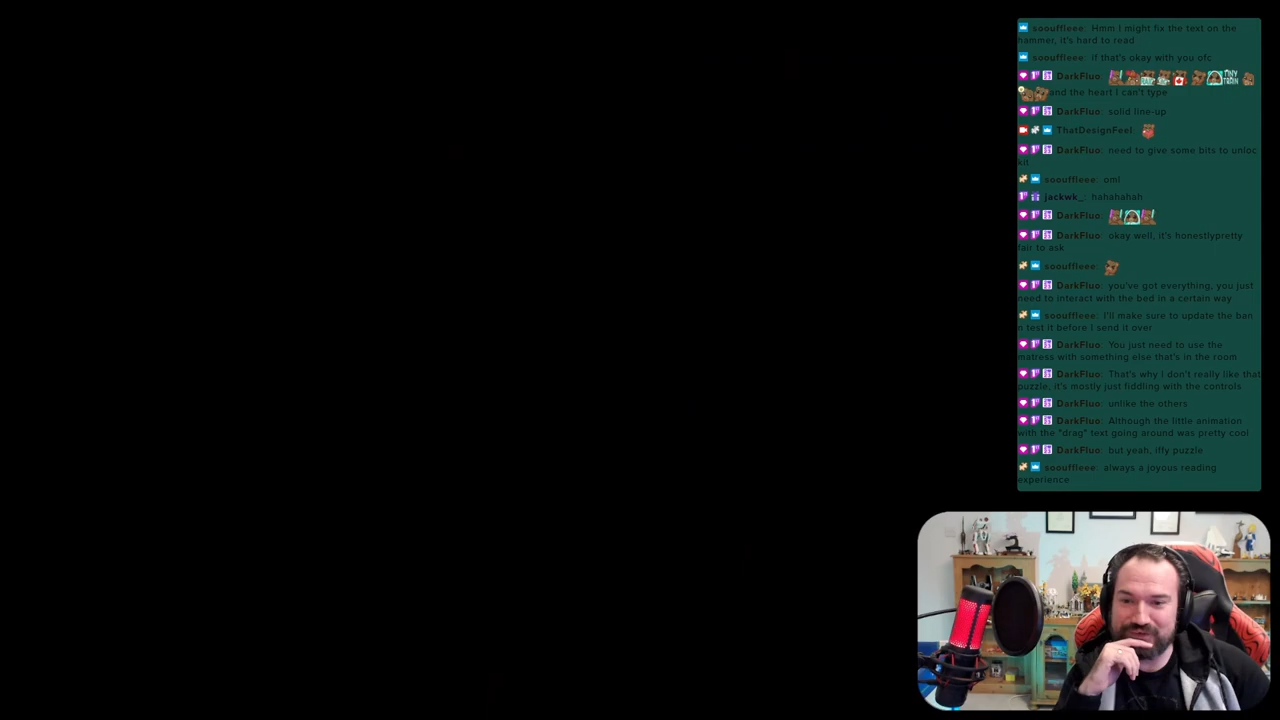 soouffleee: Hmm I might fix the text on the
hammer, it's hard to read
soouffleee: If that's okay with you ofc
DarkFluo: TINY TRAIN
and the heart I can't type
DarkFluo: solid line-up
ThatDesignFeel:
DarkFluo: need to give some bits to unloc
kit
soouffleee: oml
jackwk_: hahahahah
DarkFluo:
DarkFluo: okay well, it's honestlypretty
fair to ask
soouffleee:
DarkFluo: you've got everything, you just
need to interact with the bed in a certain way
soouffleee: I'll make sure to update the ban
n test it before I send it over
DarkFluo: You just need to use the
matress with something else that's in the room
DarkFluo: That's why I don't really like that
puzzle, it's mostly just fiddling with the controls
DarkFluo: unlike the others
DarkFluo: Although the little animation
with the "drag" text going around was pretty cool
DarkFluo: but yeah, iffy puzzle
soouffleee: always a joyous reading
experience